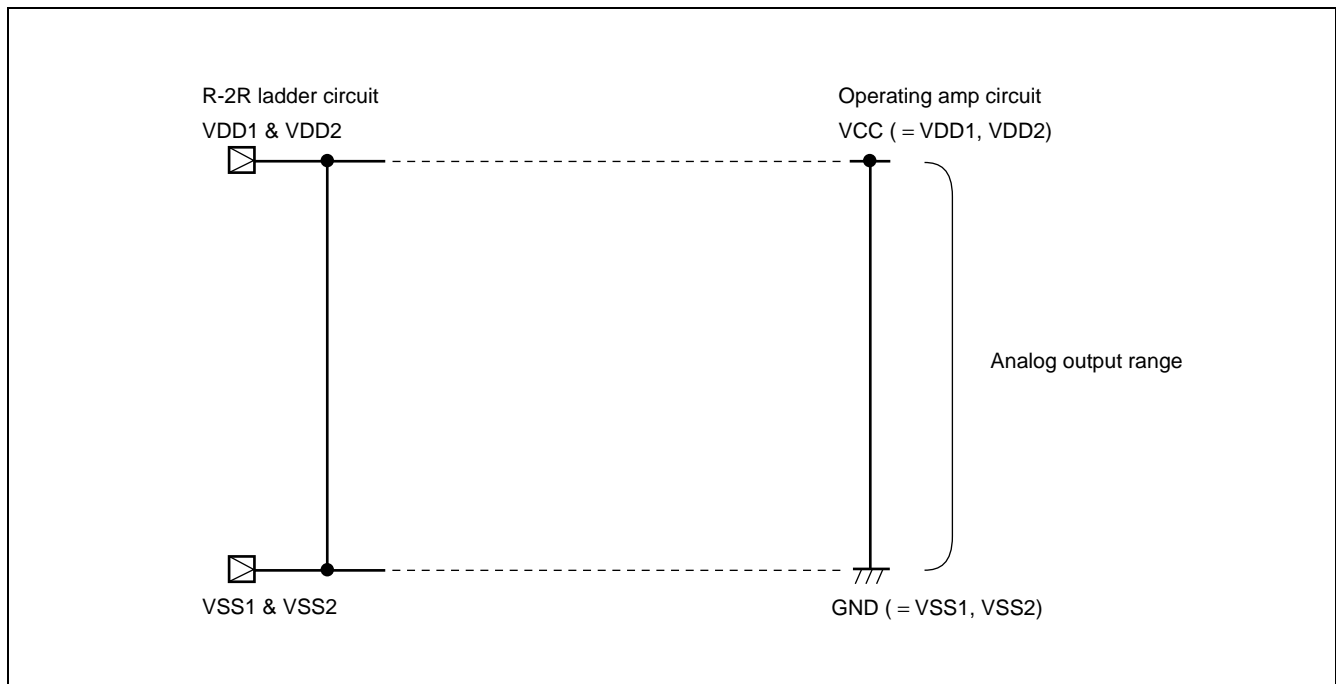 R-2R ladder circuit
VDD1 & VDD2
Operating amp circuit
VCC ( = VDD1, VDD2)
Analog output range
VSS1 & VSS2
GND ( = VSS1, VSS2)